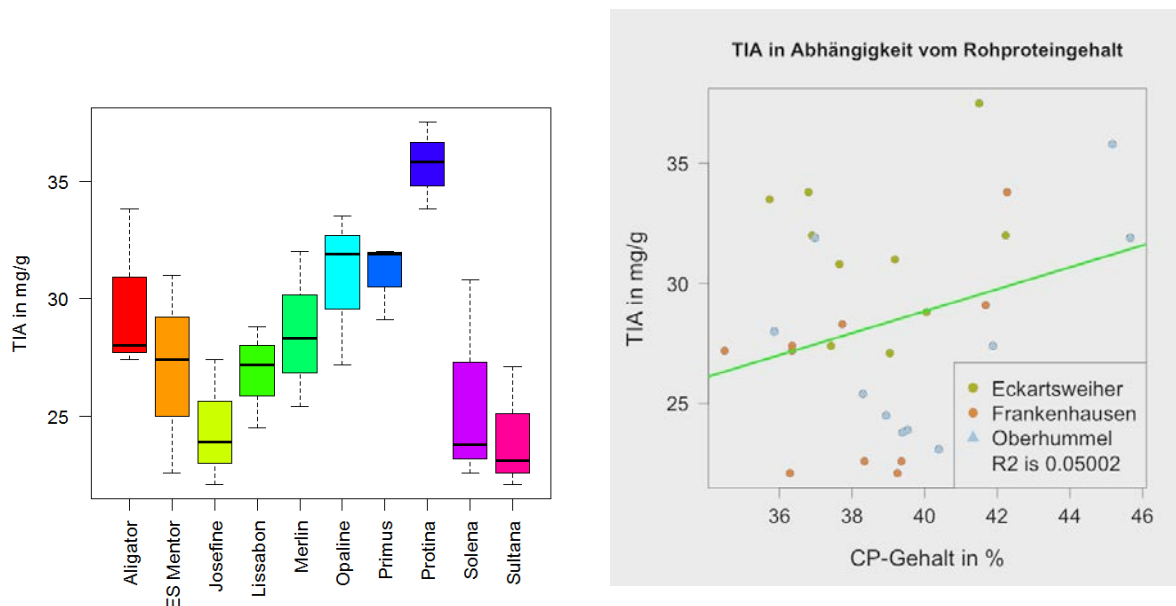 TIA in mg/g
35
30
25
Aligator
ES Mentor
Josefine
Lissabon
Merlin
Opaline
Primus
Protina
Solena
Sultana
TIA in Abhängigkeit vom Rohproteingehalt
TIA in mg/g
35
30
25
Eckartsweiher
Frankenhausen
Oberhummel
R2 is 0.05002
36 38 40 42 44 46
CP-Gehalt in %